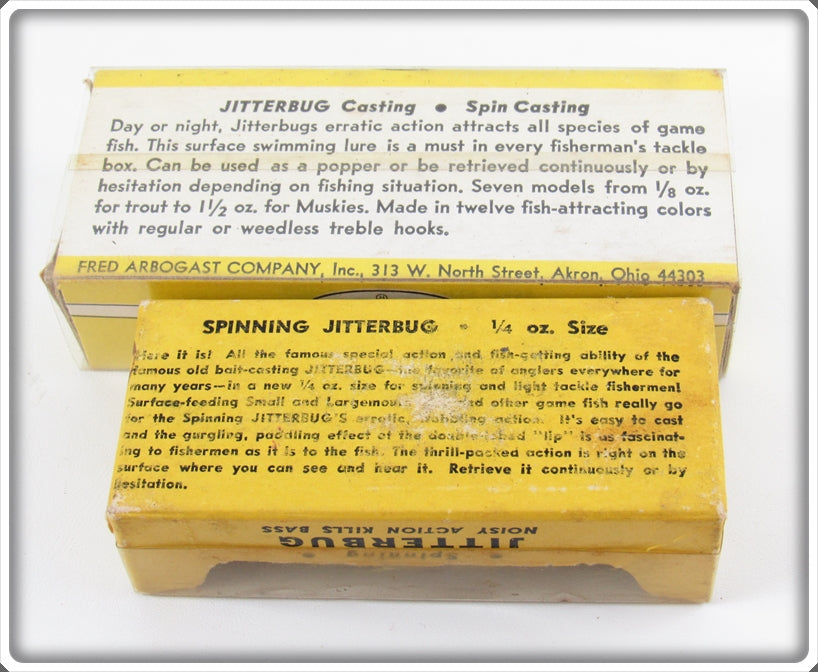 JITTERBUG Casting • Spin Casting
Day or night, Jitterbugs erratic action attracts all species of game
fish. This surface swimming lure is a must in every fisherman's tackle
box. Can be used as a popper or be retrieved continuously or by
hesitation depending on fishing situation. Seven models from 1/8 oz.
for trout to 1 1/2 oz. for Muskies. Made in twelve fish-attracting colors
with regular or weedless treble hooks.
FRED ARBOGAST COMPANY, Inc., 313 W. North Street, Akron, Ohio 44303
®
SPINNING JITTERBUG • 1/4 oz. Size
Here it is! All the famous special action and fish-getting ability of the
famous old bait-casting JITTERBUG—the favorite of anglers everywhere for
many years—in a new 1/4 oz. size for spinning and light tackle fishermen!
Surface-feeding Small and Largemouth other game fish really go
for the Spinning JITTERBUG'S erratic, wobbling action. It's easy to cast
and the gurgling, paddling effect of the double-lobed "lip" is as fascinat-
ing to fishermen as it is to the fish. The thrill-packed action is right on the
surface where you can see and hear it. Retrieve it continuously or by
hesitation.
NOISY ACTION KILLS BASS
JITTERBUG
• Spinning •